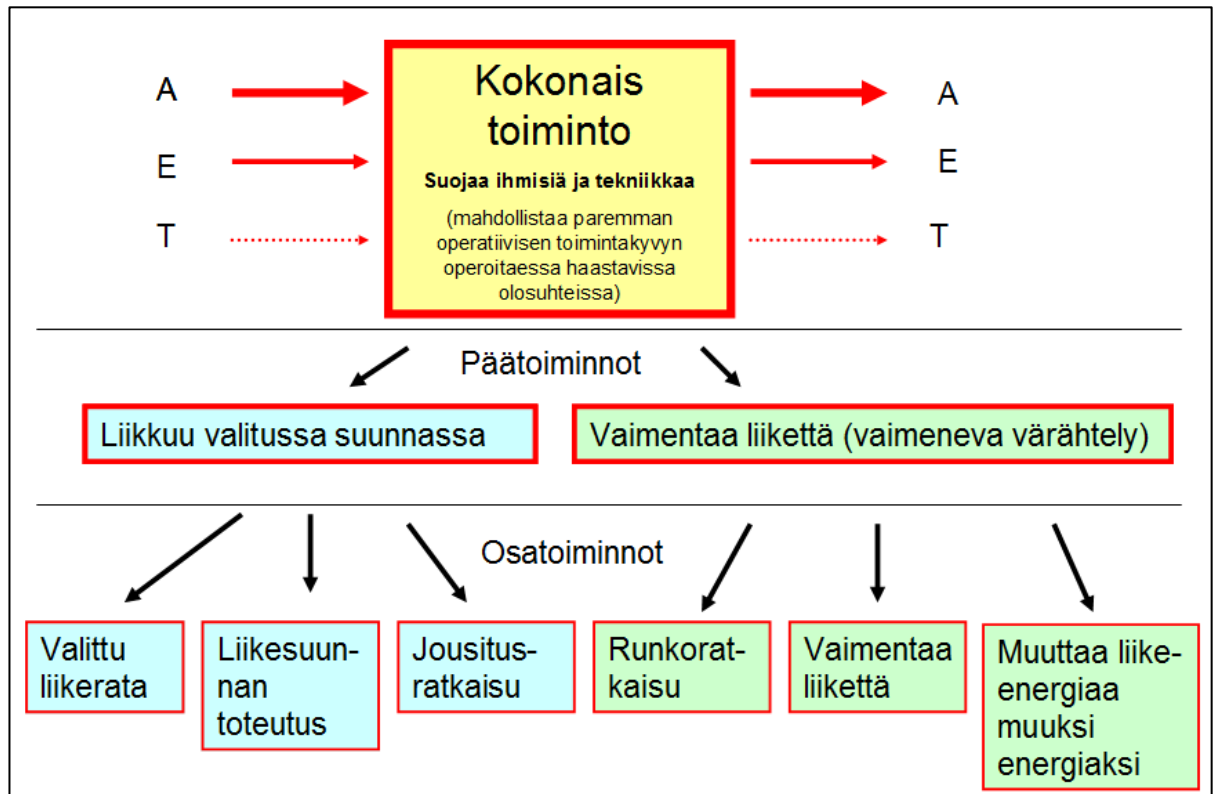 A
E
T
Kokonais
toiminto
Suojaa ihmisiä ja tekniikkaa
(mahdollistaa paremman
operatiivisen toimintakyvyn
operoitaessa haastavissa
olosuhteissa)
A
E
T
Päätoiminnot
Liikkuu valitussa suunnassa
Vaimentaa liikettä (vaimeneva värähtely)
Osatoiminnot
Valittu
liikerata
Liikesuun-
nan
toteutus
Jousitus-
ratkaisu
Runkorat-
kaisu
Vaimentaa
liikettä
Muuttaa liike-
energiaa
muuksi
energiaksi